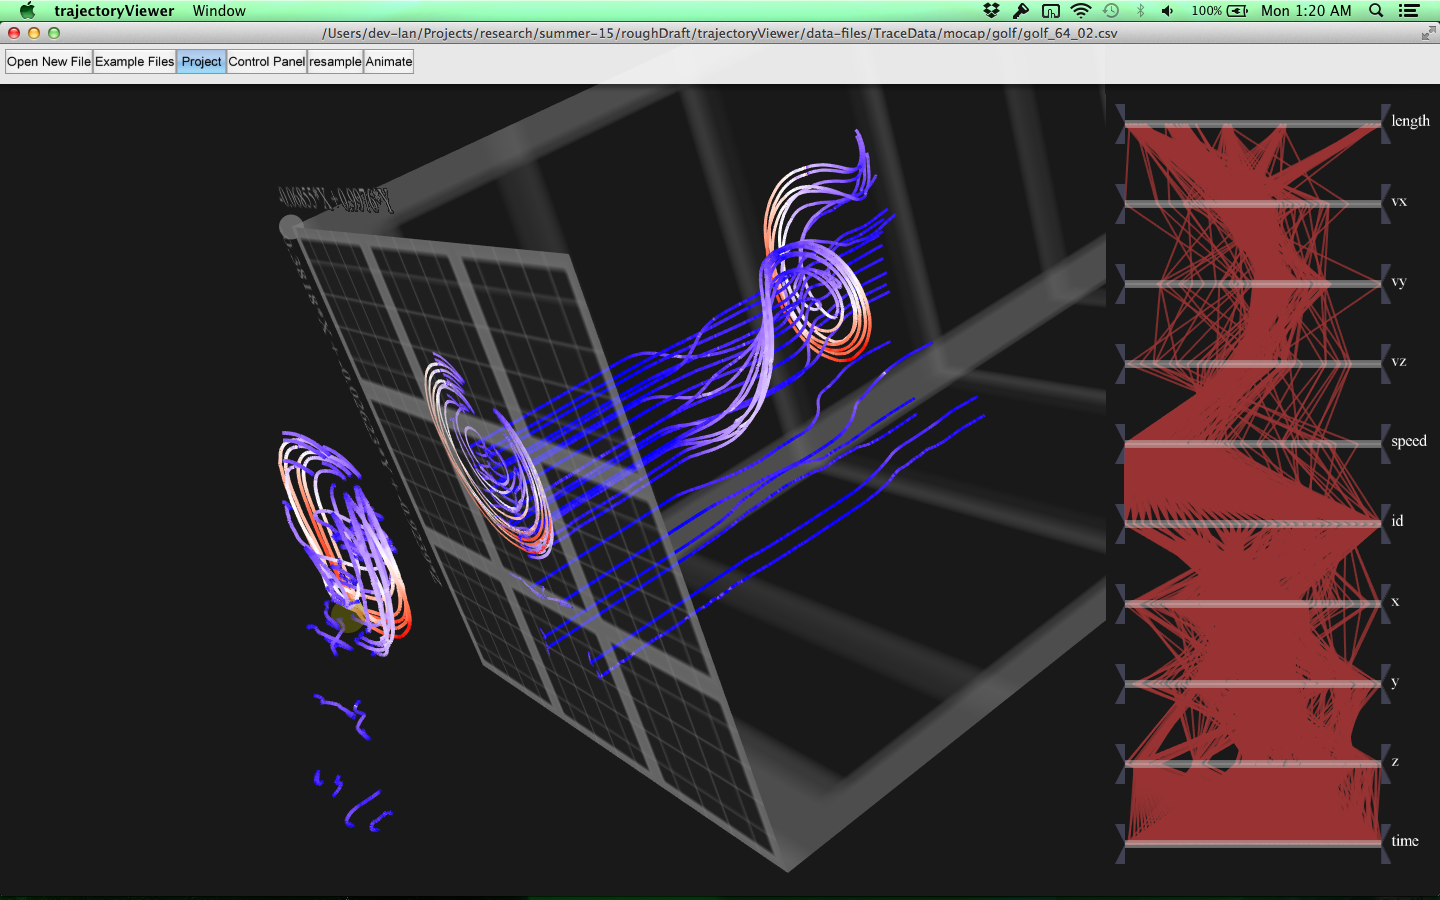 trajectoryViewer Window
100% Mon 1:20 AM
/Users/dev-lan/Projects/research/summer-15/roughDraft/trajectoryViewer/data-files/TraceData/mocap/golf/golf_64_02.csv
Open New File Example Files Project Control Panel resample Animate
length
vx
vy
vz
speed
id
x
y
z
time